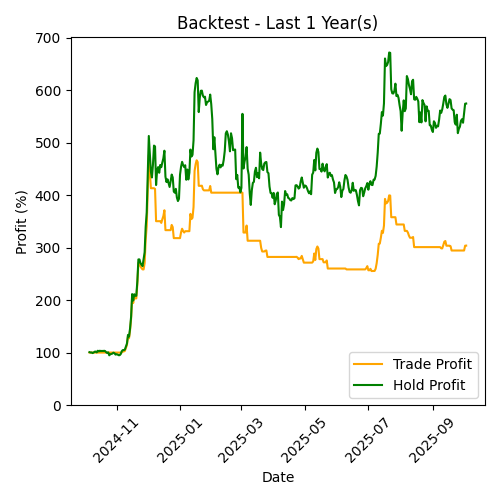 Backtest - Last 1 Year(s)
Profit (%)
700
600
500
400
300
200
100
0
2024-11
2025-01
2025-03
2025-05
2025-07
2025-09
Date
Trade Profit
Hold Profit